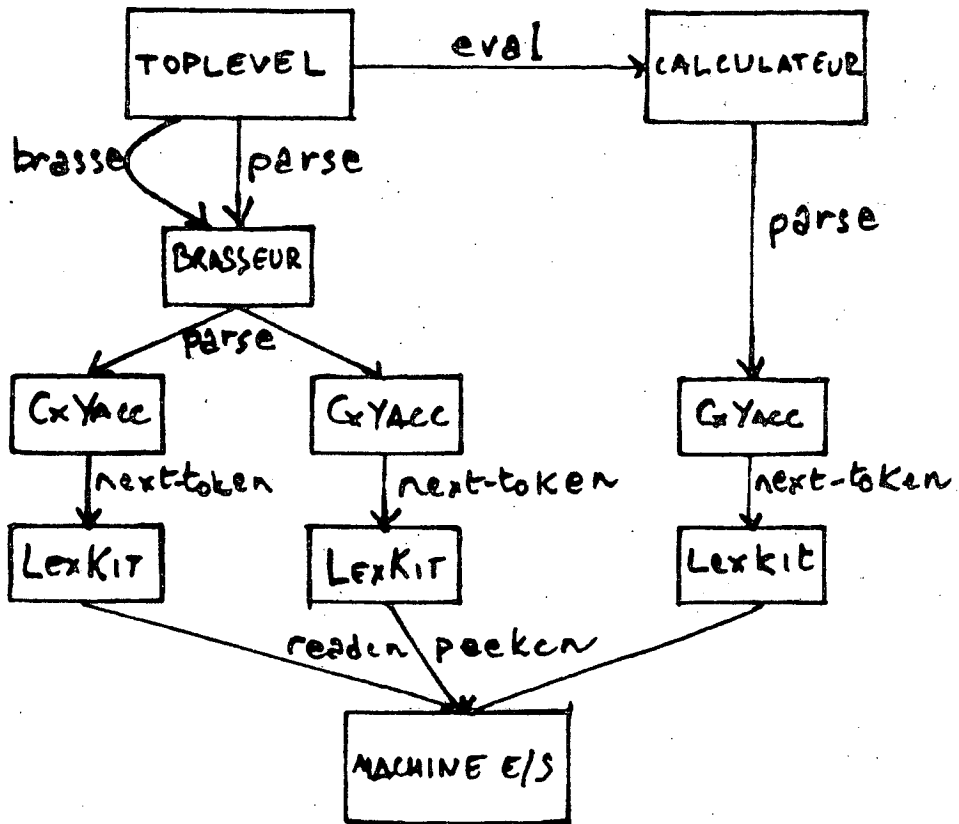 TOPLEVEL
eval
CALCULATEUR
brasse
parse
parse
BRASSEUR
parse
CxYACC
CxYACC
CxYACC
next-token
next-token
next-token
LEXKIT
LEXKIT
LexKit
readcn peekcn
MACHINE E/S